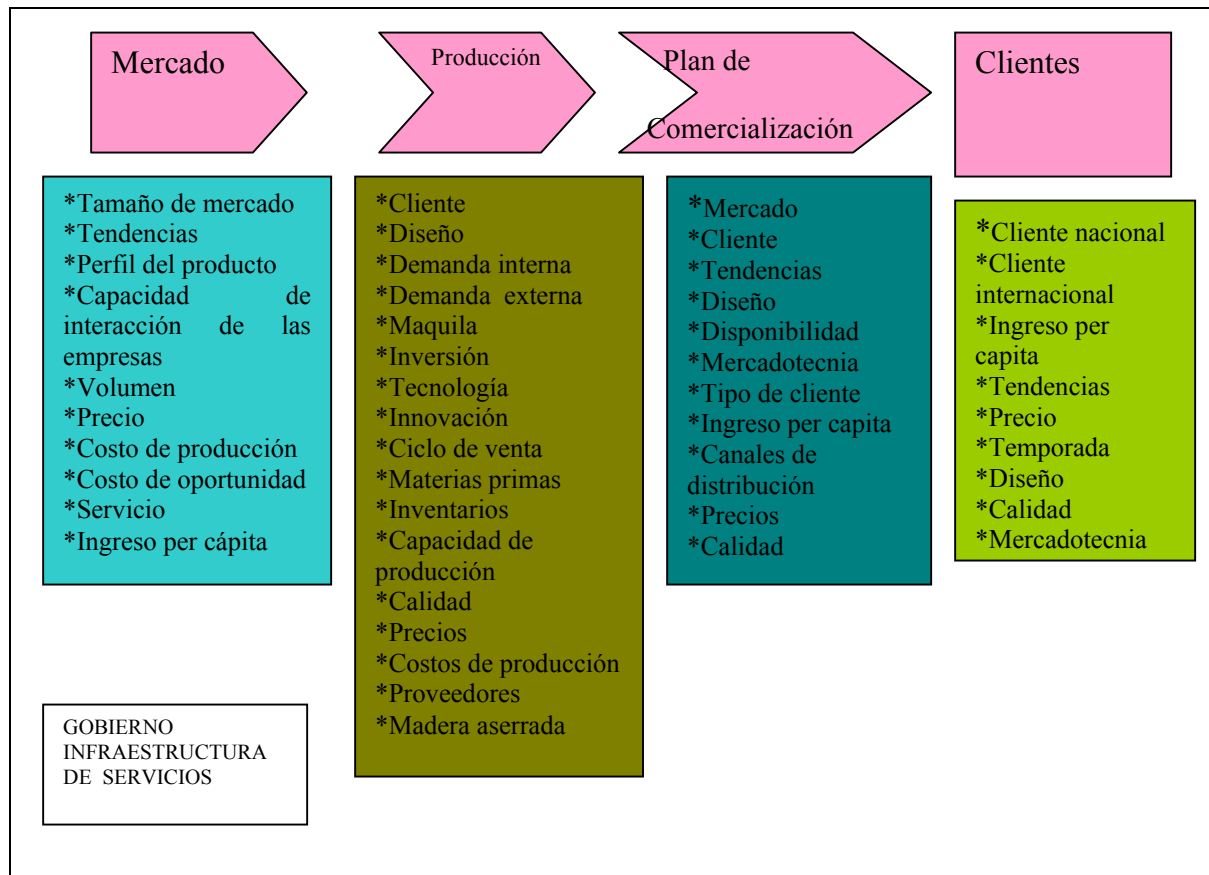 Mercado
Producción
Plan de
Comercialización
Clientes
*Tamaño de mercado
*Tendencias
*Perfil del producto
*Capacidad de
interacción de las
empresas
*Volumen
*Precio
*Costo de producción
*Costo de oportunidad
*Servicio
*Ingreso per cápita
*Cliente
*Diseño
*Demanda interna
*Demanda externa
*Maquila
*Inversión
*Tecnología
*Innovación
*Ciclo de venta
*Materias primas
*Inventarios
*Capacidad de
producción
*Calidad
*Precios
*Costos de producción
*Proveedores
*Madera aserrada
*Mercado
*Cliente
*Tendencias
*Diseño
*Disponibilidad
*Mercadotecnia
*Tipo de cliente
*Ingreso per capita
*Canales de
distribución
*Precios
*Calidad
*Cliente nacional
*Cliente
internacional
*Ingreso per
capita
*Tendencias
*Precio
*Temporada
*Diseño
*Calidad
*Mercadotecnia
GOBIERNO
INFRAESTRUCTURA
DE SERVICIOS